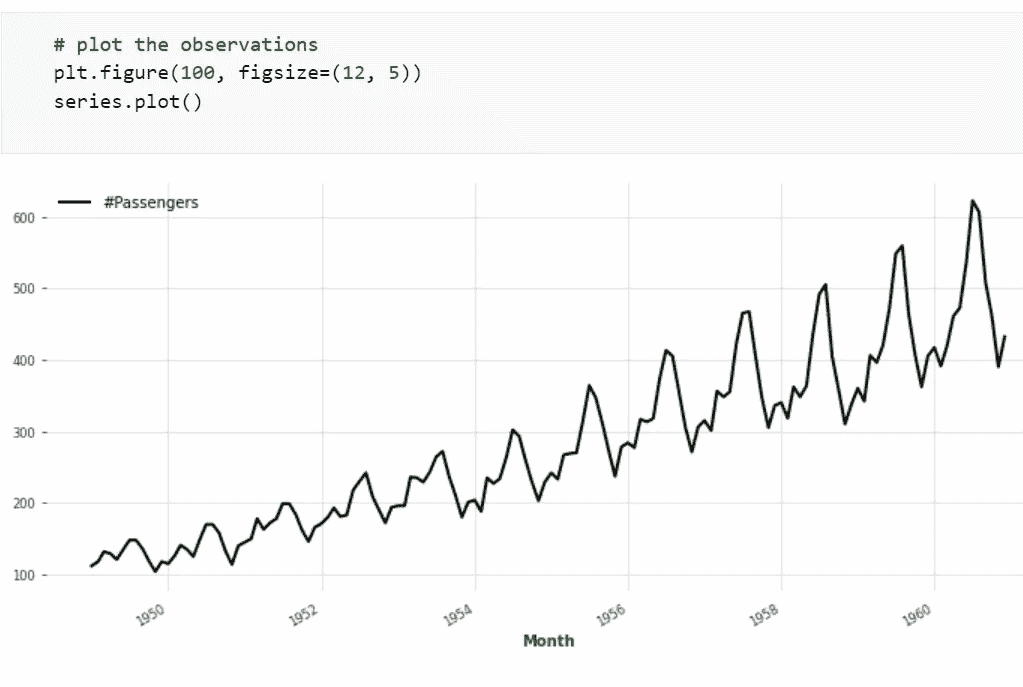 # plot the observations
plt.figure(100, figsize=(12, 5))
series.plot()
#Passengers
600
500
400
300
200
100
1950
1952
1954
1956
1958
1960
Month